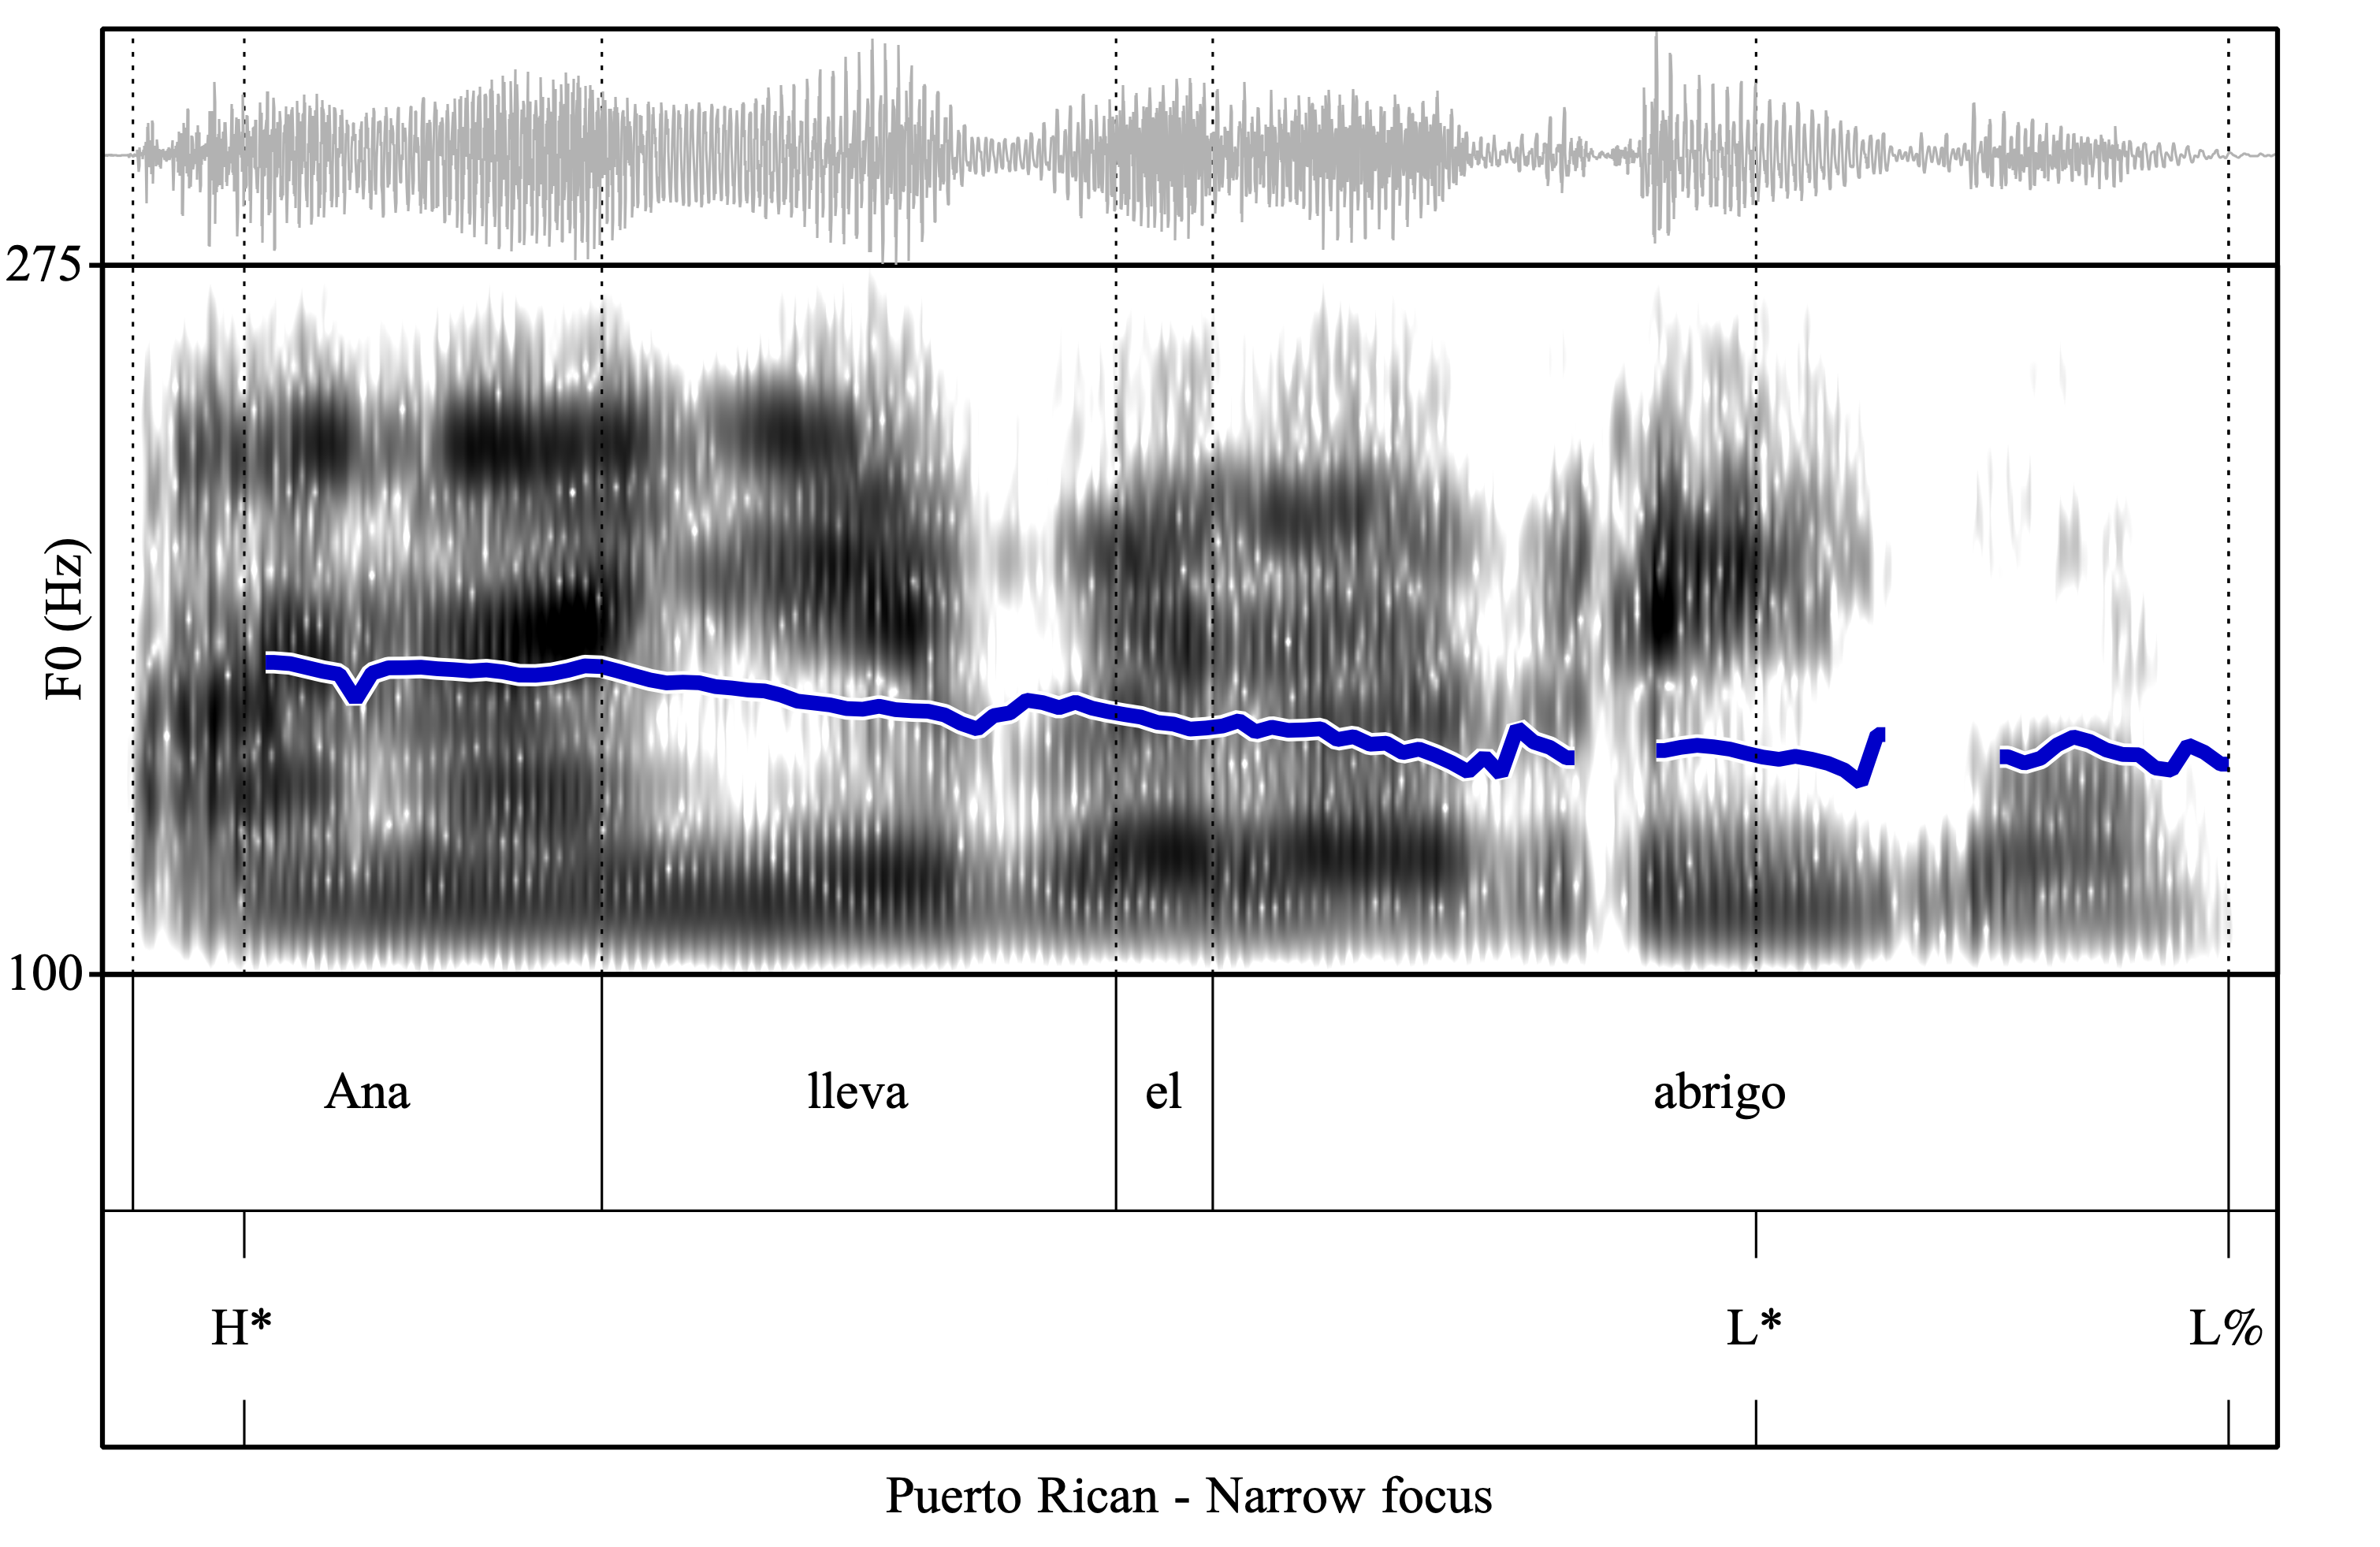 275
F0 (Hz)
100
Ana lleva el abrigo
H* L* L%
Puerto Rican - Narrow focus